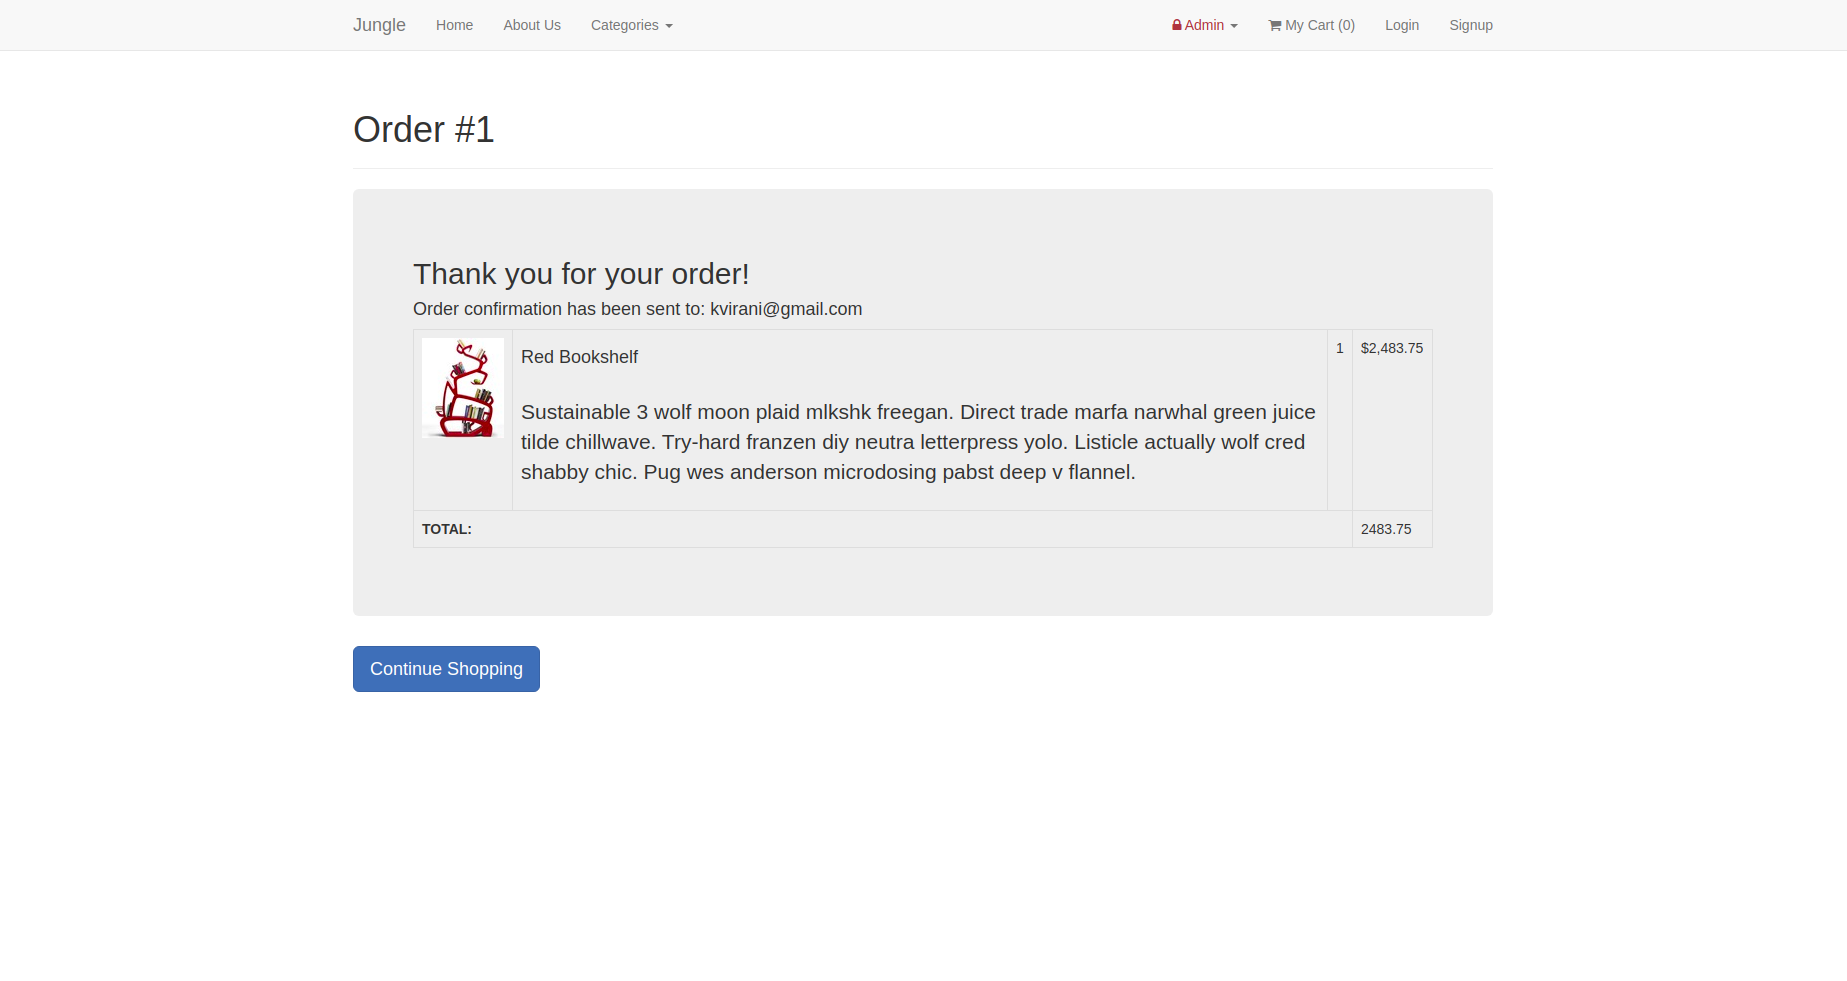 Jungle Home About Us Categories Admin My Cart (0) Login Signup
Order #1
Thank you for your order!
Order confirmation has been sent to: kvirani@gmail.com
Red Bookshelf 1 $2,483.75
Sustainable 3 wolf moon plaid mlkshk freegan. Direct trade marfa narwhal green juice
tilde chillwave. Try-hard franzen diy neutra letterpress yolo. Listicle actually wolf cred
shabby chic. Pug wes anderson microdosing pabst deep v flannel.
TOTAL: 2483.75
Continue Shopping